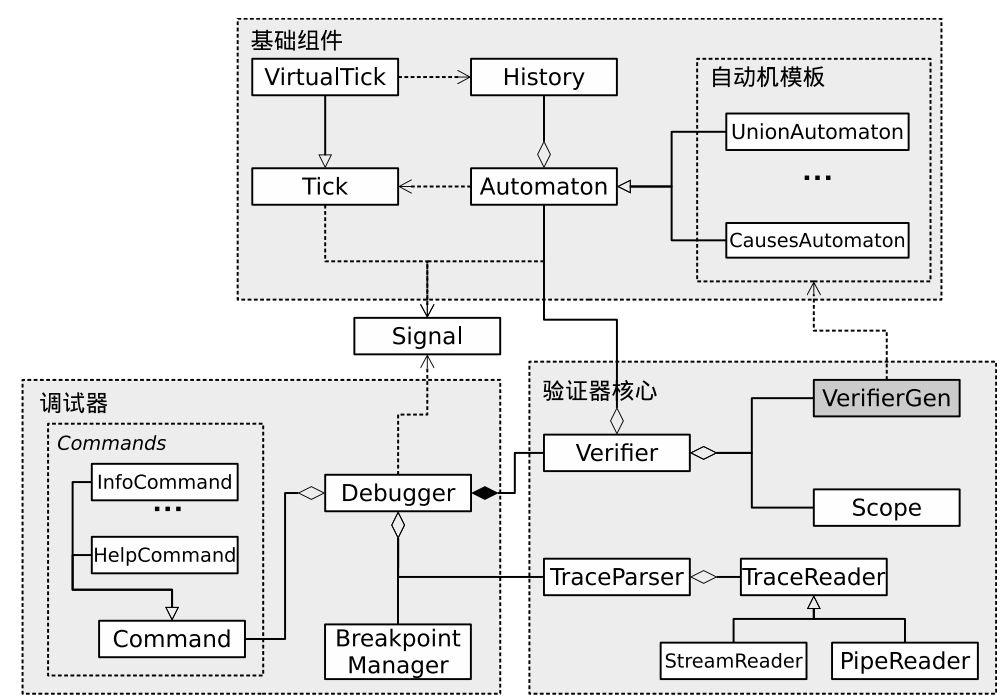 基础组件
VirtualTick
History
自动机模板
UnionAutomaton
...
Tick
Automaton
CausesAutomaton
Signal
调试器
验证器核心
VerifierGen
Commands
Verifier
InfoCommand
...
Debugger
Scope
HelpCommand
TraceParser
TraceReader
Command
Breakpoint
Manager
StreamReader
PipeReader